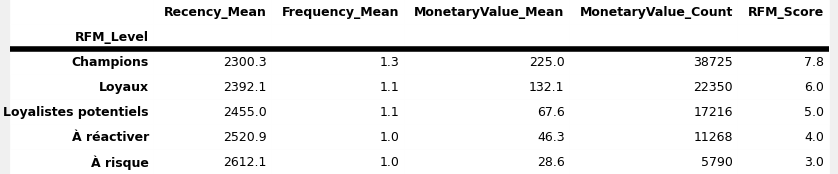 Recency_Mean Frequency_Mean MonetaryValue_Mean MonetaryValue_Count RFM_Score
RFM_Level
Champions 2300.3 1.3 225.0 38725 7.8
Loyaux 2392.1 1.1 132.1 22350 6.0
Loyalistes potentiels 2455.0 1.1 67.6 17216 5.0
À réactiver 2520.9 1.0 46.3 11268 4.0
À risque 2612.1 1.0 28.6 5790 3.0